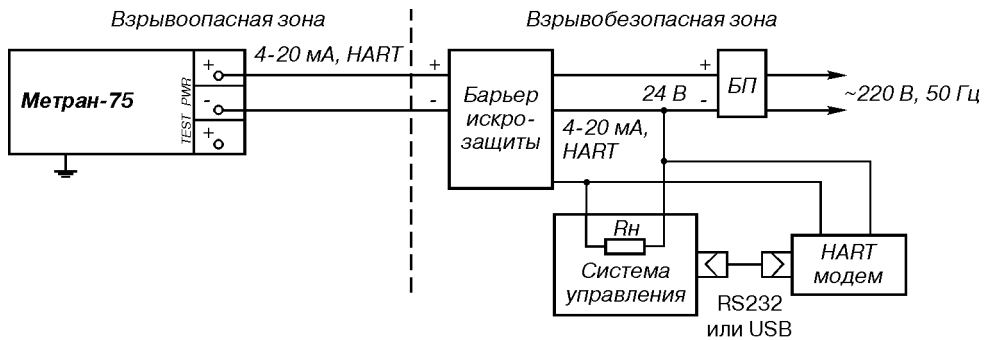 Взрывоопасная зона
Взрывобезопасная зона
4-20 мА, HART
Метран-75
+
-
+
TEST PWR
+
-
Барьер
искро-
защиты
+
-
24 В
БП
~220 В, 50 Гц
4-20 мА,
HART
Rн
Система
управления
HART
модем
RS232
или USB